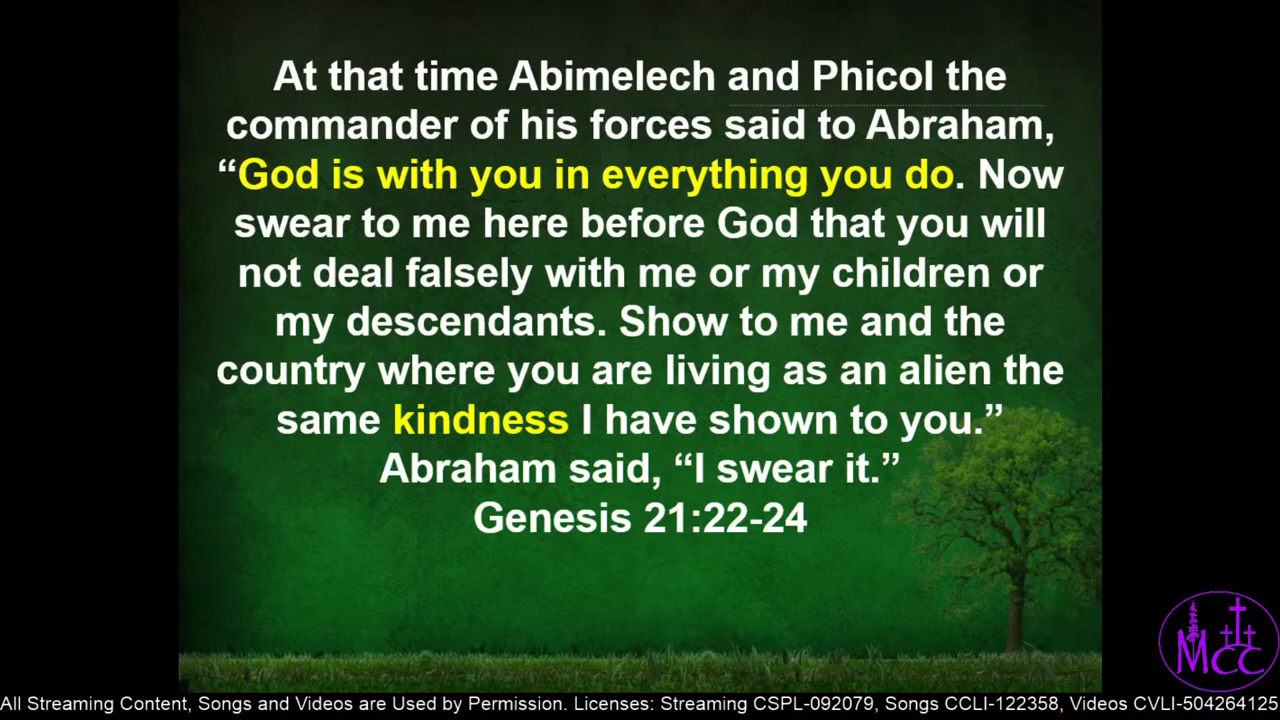 At that time Abimelech and Phicol the
commander of his forces said to Abraham,
“God is with you in everything you do. Now
swear to me here before God that you will
not deal falsely with me or my children or
my descendants. Show to me and the
country where you are living as an alien the
same kindness I have shown to you.”
Abraham said, “I swear it.”
Genesis 21:22-24
MCC
All Streaming Content, Songs and Videos are Used by Permission. Licenses: Streaming CSPL-092079, Songs CCLI-122358, Videos CVLI-504264125